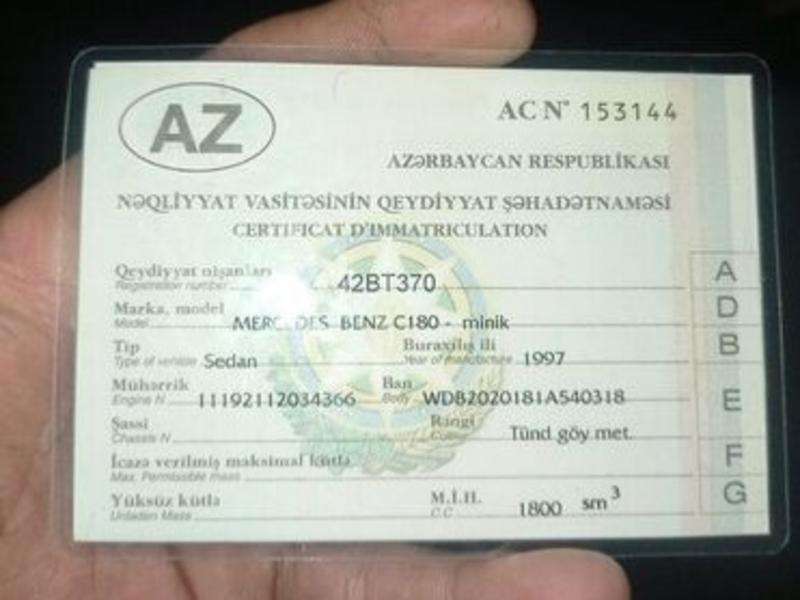 AZ
AC N° 153144
AZƏRBAYCAN RESPUBLİKASI
NƏQLİYYAT VASİTƏSİNİN QEYDİYYAT ŞƏHADƏTNAMƏSİ
CERTIFICAT D'IMMATRICULATION
Qeydiyyat nişanları 42BT370 A
Registration number
Marka, model MERCEDES BENZ C180 - minik D
Model
Tip Sedan Buraxılış ili 1997 B
Type of vehicle Year of manufacture
Mühərrik 11192112034366 Ban WDB2020181A540318 E
Engine N Body
Şassi Rəngi Tünd göy met.
Chassis N Colour
İcazə verilmiş maksimal kütlə F
Max. Permissible mass
Yüksüz kütlə M.İ.H. 1800 sm³ G
Unladen Mass C.C